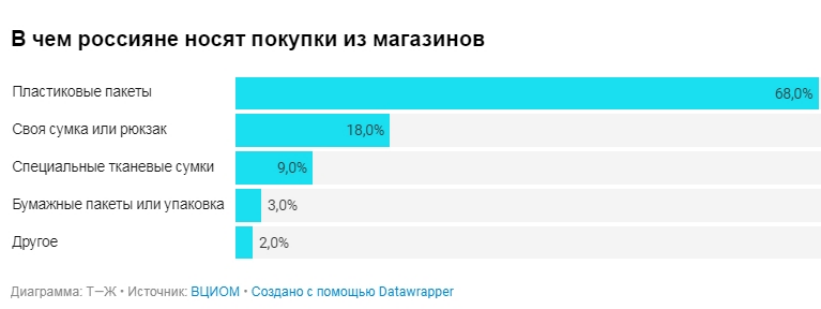 В чем россияне носят покупки из магазинов
Пластиковые пакеты 68,0%
Своя сумка или рюкзак 18,0%
Специальные тканевые сумки 9,0%
Бумажные пакеты или упаковка 3,0%
Другое 2,0%
Диаграмма: Т—Ж • Источник: ВЦИОМ • Создано с помощью Datawrapper